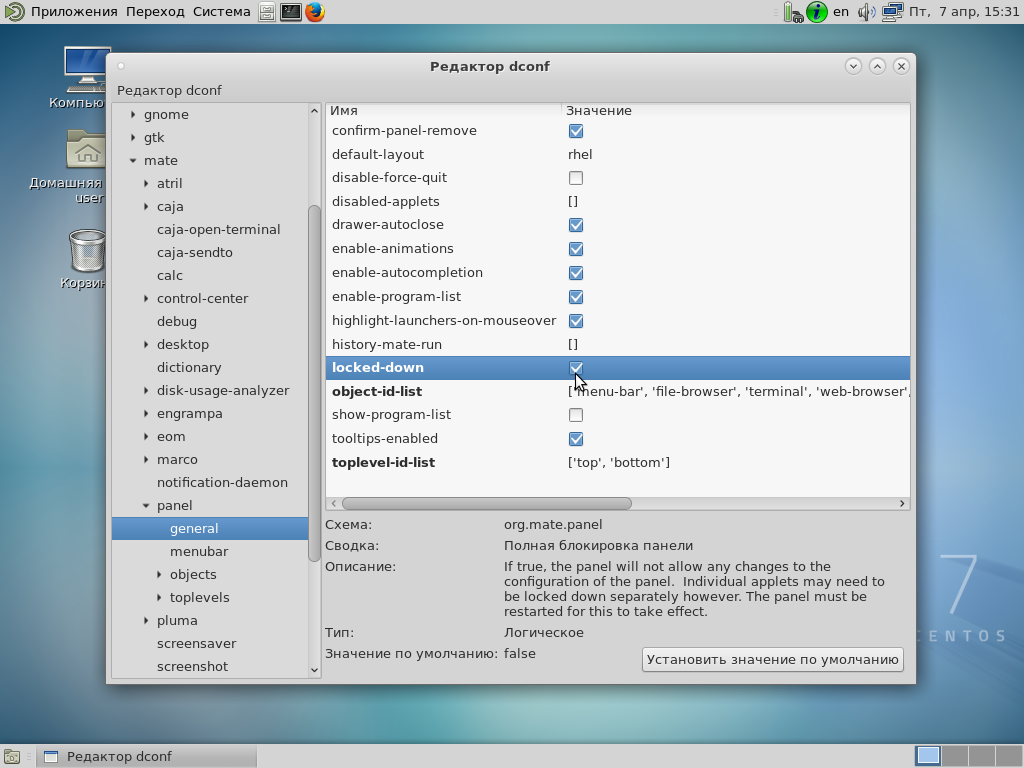 Приложения Переход Система
en
Пт, 7 апр, 15:31
Компью
Домашняя
user
Корзин
Редактор dconf
Редактор dconf
gnome
gtk
mate
atril
caja
caja-open-terminal
caja-sendto
calc
control-center
debug
desktop
dictionary
disk-usage-analyzer
engrampa
eom
marco
notification-daemon
panel
general
menubar
objects
toplevels
pluma
screensaver
screenshot
Имя Значение
confirm-panel-remove
default-layout rhel
disable-force-quit
disabled-applets []
drawer-autoclose
enable-animations
enable-autocompletion
enable-program-list
highlight-launchers-on-mouseover
history-mate-run []
locked-down
object-id-list ['menu-bar', 'file-browser', 'terminal', 'web-browser',
show-program-list
tooltips-enabled
toplevel-id-list ['top', 'bottom']
Схема: org.mate.panel
Сводка: Полная блокировка панели
Описание: If true, the panel will not allow any changes to the
configuration of the panel. Individual applets may need to
be locked down separately however. The panel must be
restarted for this to take effect.
Тип: Логическое
Значение по умолчанию: false
Установить значение по умолчанию
7
CENTOS
Редактор dconf